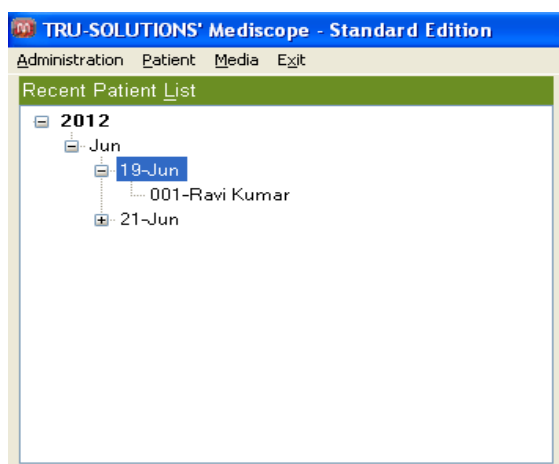 TRU-SOLUTIONS' Mediscope - Standard Edition
Administration Patient Media Exit
Recent Patient List
2012
Jun
19-Jun
001-Ravi Kumar
21-Jun